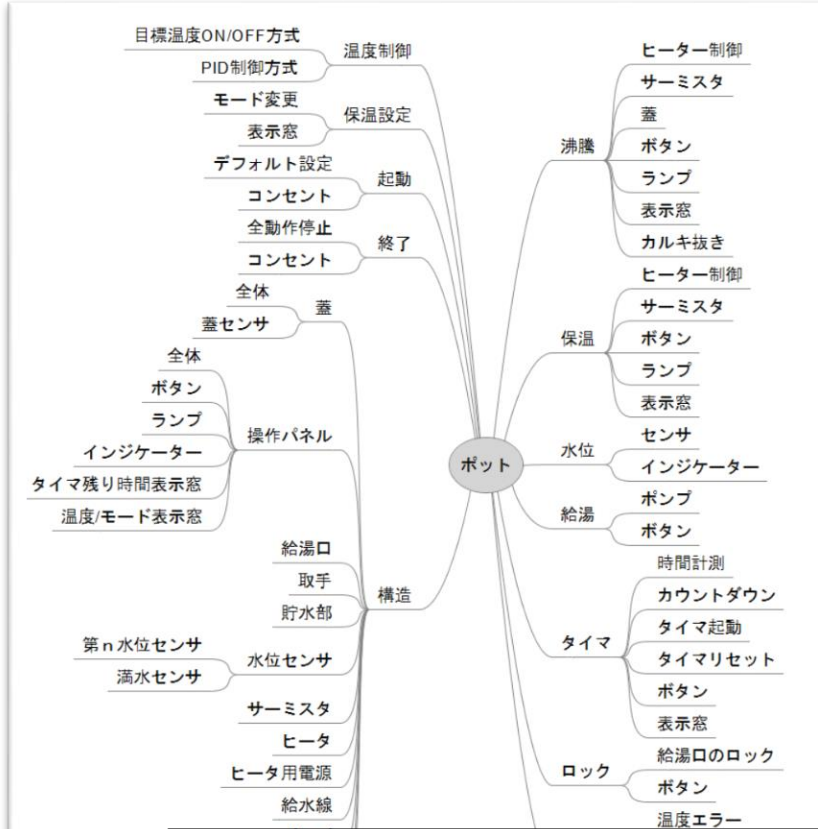 目標温度ON/OFF方式
PID制御方式
温度制御
モード変更
表示窓
保温設定
デフォルト設定
コンセント
起動
全動作停止
コンセント
終了
全体
蓋センサ
蓋
全体
ボタン
ランプ
インジケーター
タイマ残り時間表示窓
温度/モード表示窓
操作パネル
給湯口
取手
貯水部
構造
第n水位センサ
満水センサ
水位センサ
サーミスタ
ヒータ
ヒータ用電源
給水線
ポット
沸騰
ヒーター制御
サーミスタ
蓋
ボタン
ランプ
表示窓
カルキ抜き
保温
ヒーター制御
サーミスタ
ボタン
ランプ
表示窓
水位
センサ
インジケーター
給湯
ポンプ
ボタン
タイマ
時間計測
カウントダウン
タイマ起動
タイマリセット
ボタン
表示窓
ロック
給湯口のロック
ボタン
温度エラー